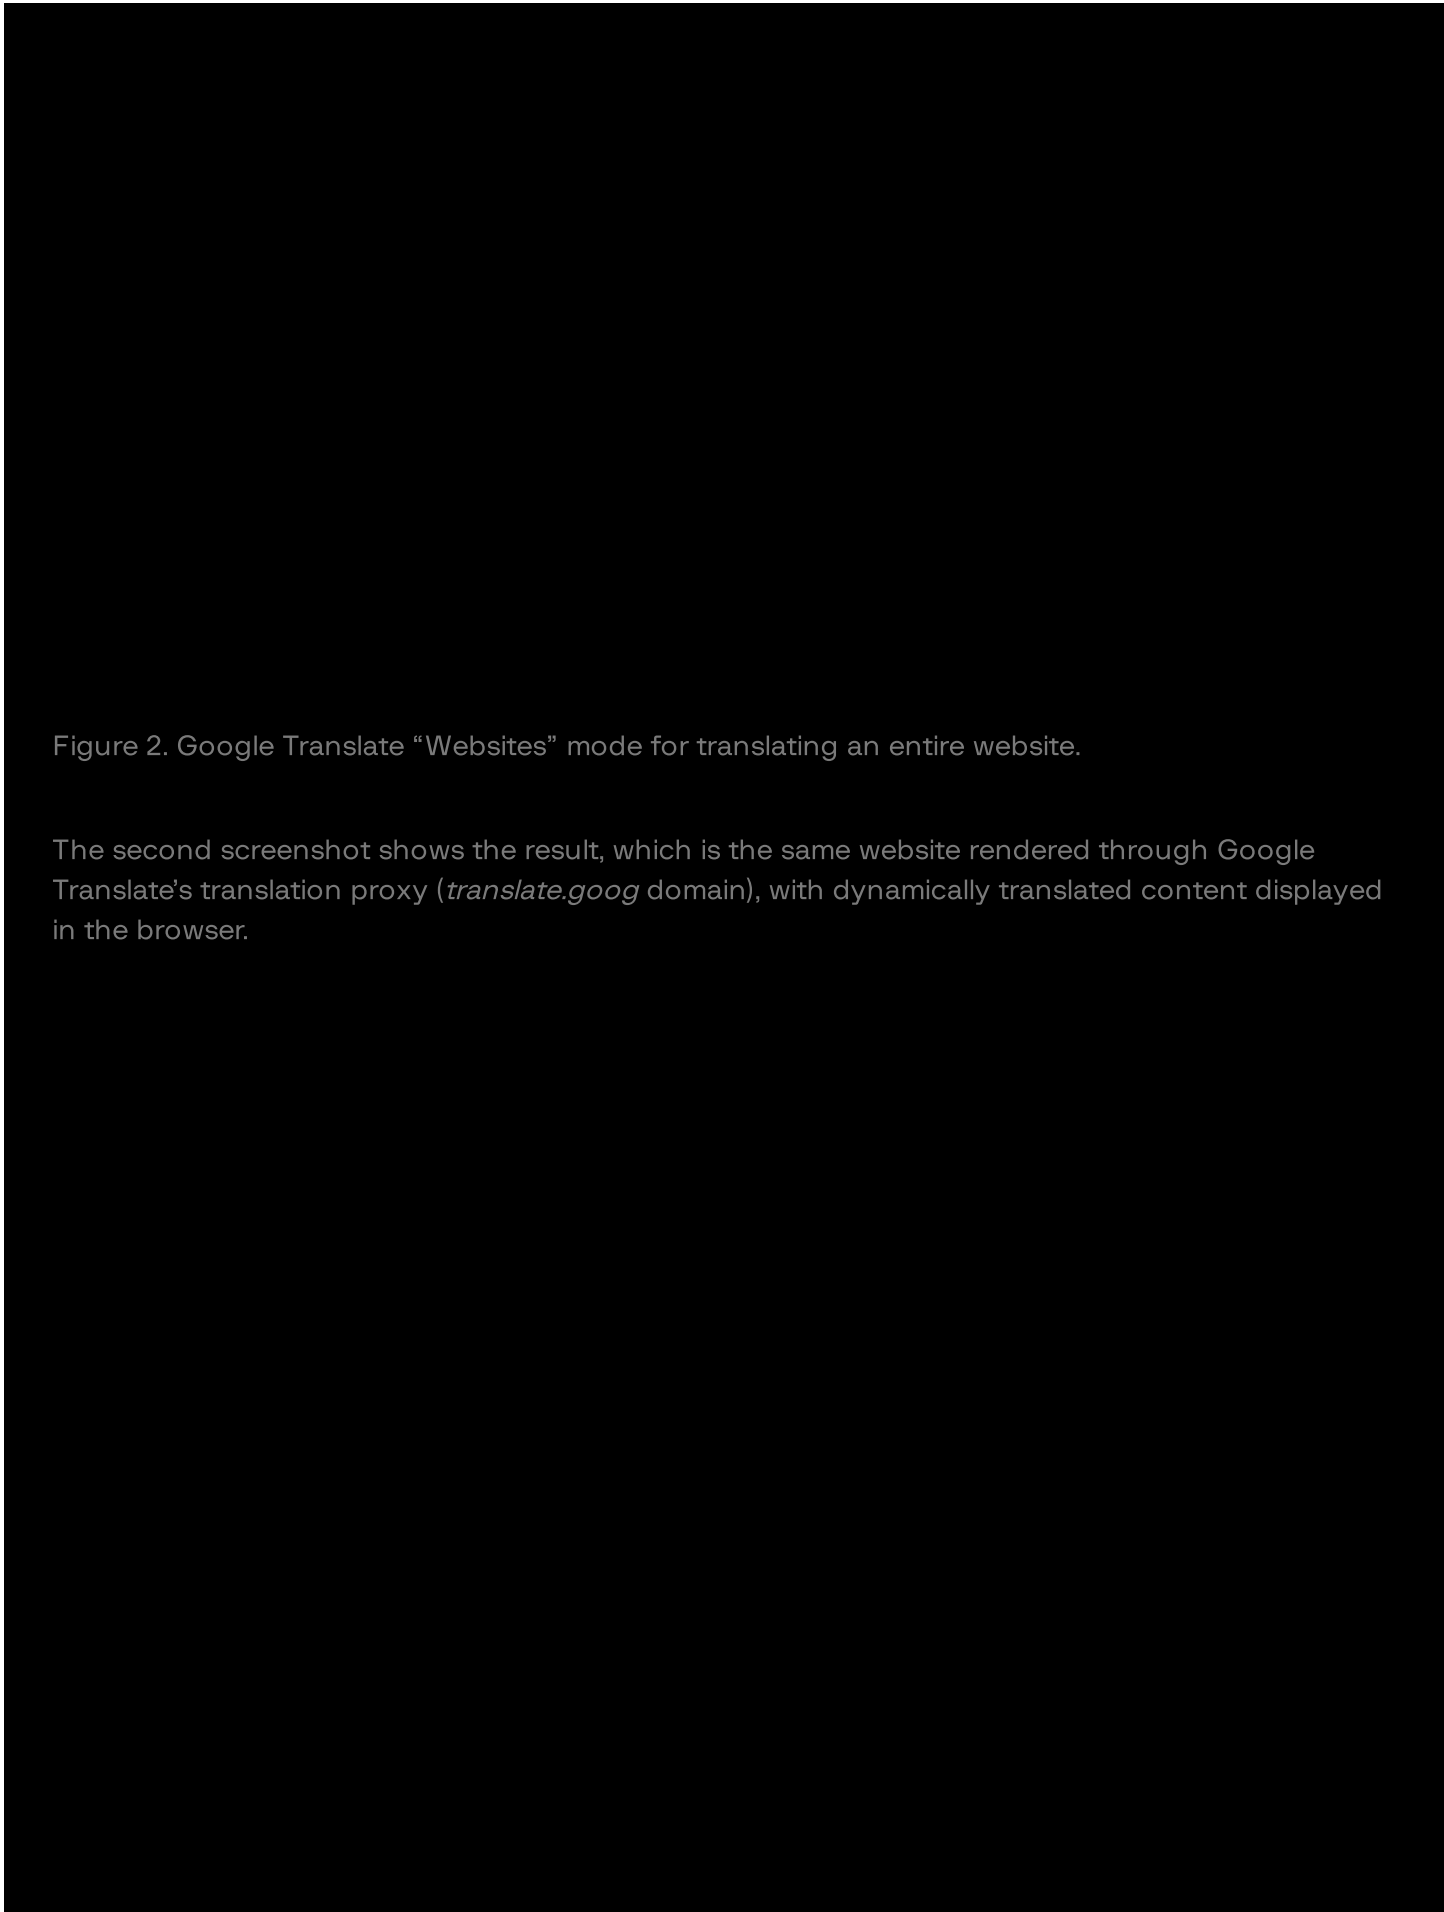 Figure 2. Google Translate “Websites” mode for translating an entire website.
The second screenshot shows the result, which is the same website rendered through Google
Translate’s translation proxy (translate.goog domain), with dynamically translated content displayed
in the browser.